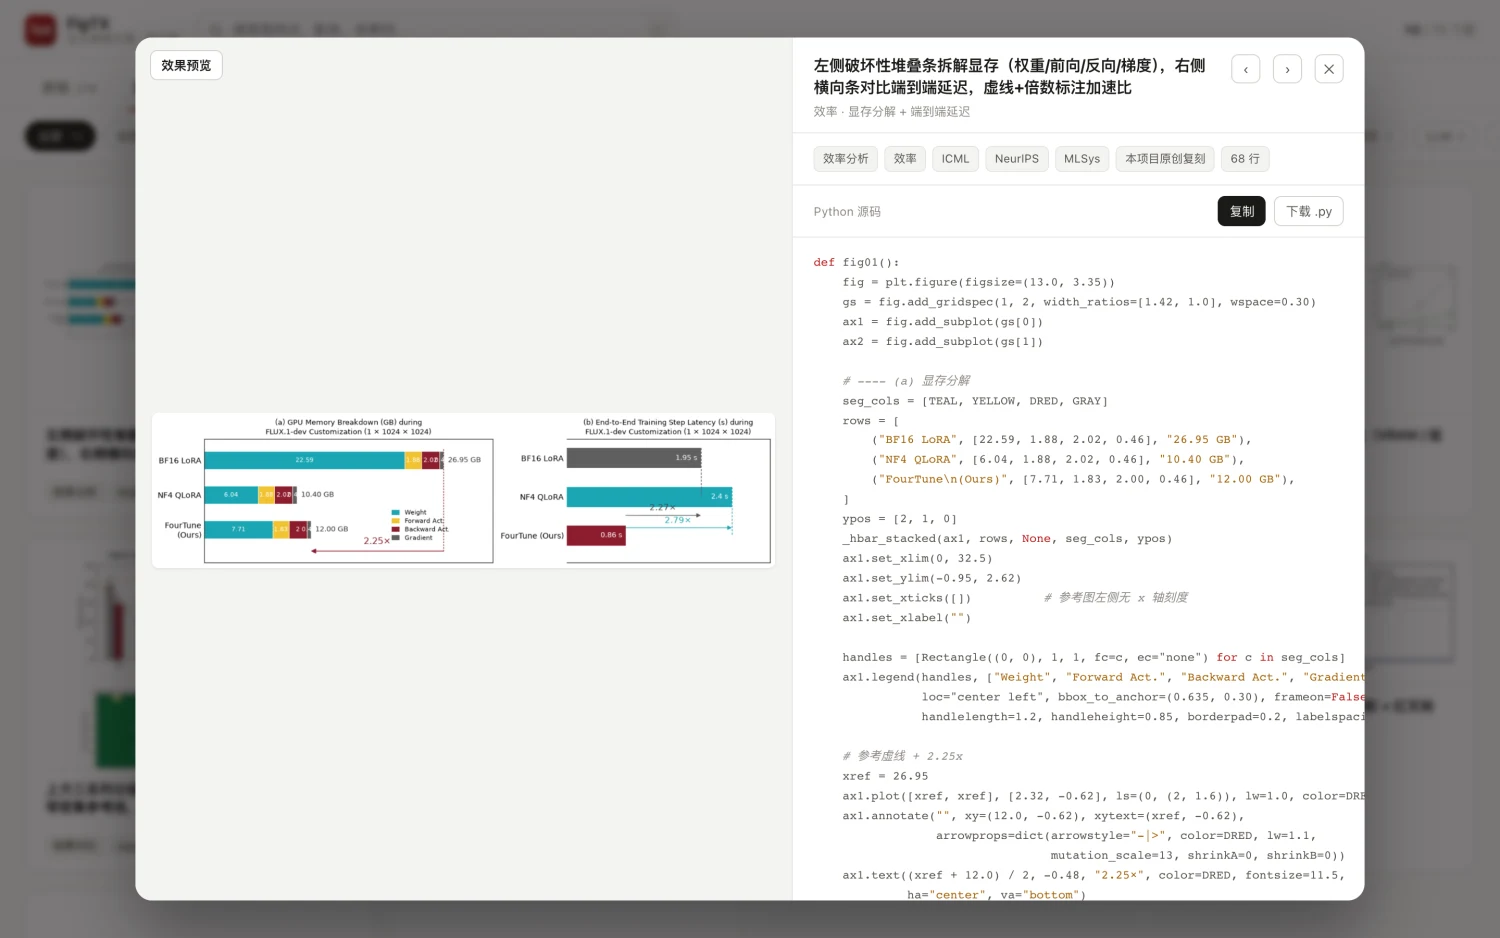 效果预览
左侧破坏性堆叠条拆解显存（权重/前向/反向/梯度），右侧
横向条对比端到端延迟，虚线+倍数标注加速比
效率 · 显存分解 + 端到端延迟
效率分析 效率 ICML NeurIPS MLSys 本项目原创复刻 68 行
Python 源码 复制 下载 .py
(a) GPU Memory Breakdown (GB) during
FLUX.1-dev Customization (1 × 1024 × 1024)
BF16 LoRA 22.59 1.88 2.02 26.95 GB
NF4 QLoRA 6.04 2.02 10.40 GB
FourTune
(Ours) 7.71 1.83 12.00 GB
Weight
Forward Act.
Backward Act.
Gradient
2.25×
(b) End-to-End Training Step Latency (s) during
FLUX.1-dev Customization (1 × 1024 × 1024)
BF16 LoRA 1.95 s
NF4 QLoRA 2.4 s
2.27×
2.79×
FourTune (Ours) 0.86 s
def fig01():
    fig = plt.figure(figsize=(13.0, 3.35))
    gs = fig.add_gridspec(1, 2, width_ratios=[1.42, 1.0], wspace=0.30)
    ax1 = fig.add_subplot(gs[0])
    ax2 = fig.add_subplot(gs[1])
    # ---- (a) 显存分解
    seg_cols = [TEAL, YELLOW, DRED, GRAY]
    rows = [
        ("BF16 LoRA", [22.59, 1.88, 2.02, 0.46], "26.95 GB"),
        ("NF4 QLoRA", [6.04, 1.88, 2.02, 0.46], "10.40 GB"),
        ("FourTune\n(Ours)", [7.71, 1.83, 2.00, 0.46], "12.00 GB"),
    ]
    ypos = [2, 1, 0]
    _hbar_stacked(ax1, rows, None, seg_cols, ypos)
    ax1.set_xlim(0, 32.5)
    ax1.set_ylim(-0.95, 2.62)
    ax1.set_xticks([])          # 参考图左侧无 x 轴刻度
    ax1.set_xlabel("")
    handles = [Rectangle((0, 0), 1, 1, fc=c, ec="none") for c in seg_cols]
    ax1.legend(handles, ["Weight", "Forward Act.", "Backward Act.", "Gradient
               loc="center left", bbox_to_anchor=(0.635, 0.30), frameon=False
               handlelength=1.2, handleheight=0.85, borderpad=0.2, labelspaci
    # 参考虚线 + 2.25x
    xref = 26.95
    ax1.plot([xref, xref], [2.32, -0.62], ls=(0, (2, 1.6)), lw=1.0, color=DRE
    ax1.annotate("", xy=(12.0, -0.62), xytext=(xref, -0.62),
                 arrowprops=dict(arrowstyle="-|>", color=DRED, lw=1.1,
                                 mutation_scale=13, shrinkA=0, shrinkB=0))
    ax1.text((xref + 12.0) / 2, -0.48, "2.25×", color=DRED, fontsize=11.5,
             ha="center", va="bottom")